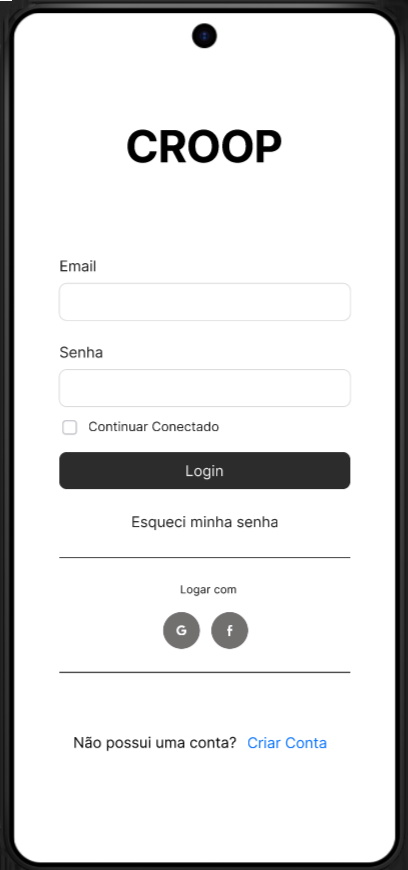 CROOP
Email
Senha
Continuar Conectado
Login
Esqueci minha senha
Logar com
G f
Não possui uma conta? Criar Conta